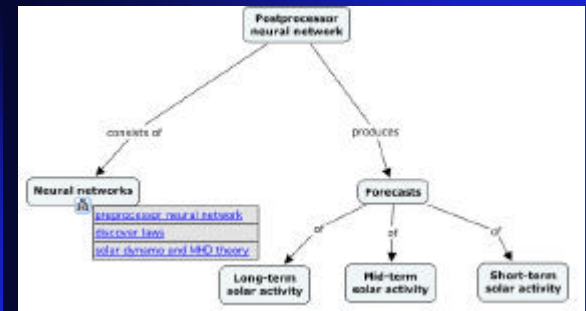 Postprocessor
neural network
consists of
produces
Neural networks
Forecasts
preprocessor neural network
discover laws
solar dynamo and MHD theory
of
of
of
Long-term
solar activity
Mid-term
solar activity
Short-term
solar activity